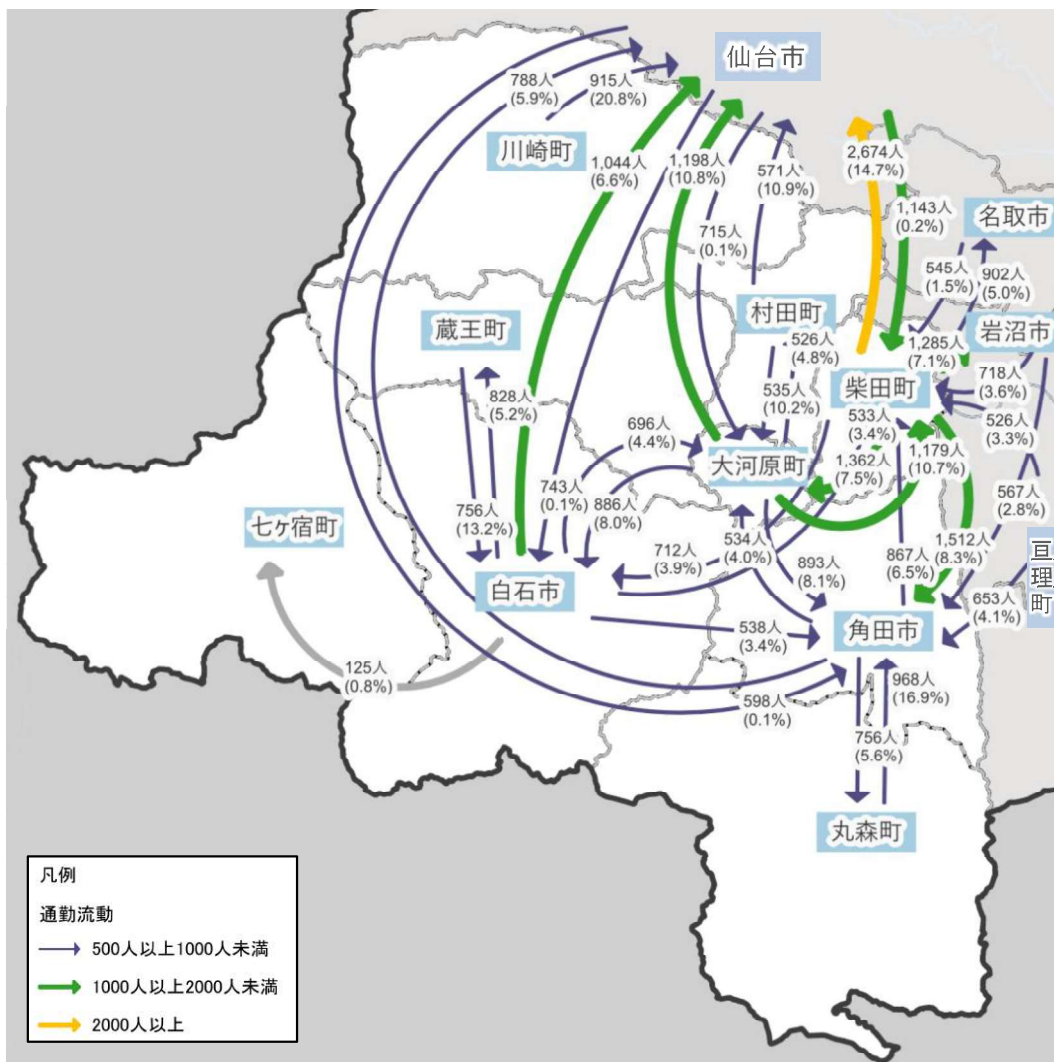 仙台市
788人
(5.9%)
915人
(20.8%)
川崎町
1,044人
(6.6%)
1,198人
(10.8%)
571人
(10.9%)
2,674人
(14.7%)
1,143人
(0.2%)
名取市
715人
(0.1%)
545人
(1.5%)
902人
(5.0%)
蔵王町
村田町
岩沼市
526人
(4.8%)
1,285人
(7.1%)
718人
(3.6%)
柴田町
828人
(5.2%)
535人
(10.2%)
533人
(3.4%)
526人
(3.3%)
696人
(4.4%)
大河原町
1,362人
(7.5%)
1,179人
(10.7%)
743人
(0.1%)
886人
(8.0%)
567人
(2.8%)
756人
(13.2%)
七ヶ宿町
534人
(4.0%)
712人
(3.9%)
893人
(8.1%)
867人
(6.5%)
1,512人
(8.3%)
亘
理
町
白石市
653人
(4.1%)
538人
(3.4%)
角田市
125人
(0.8%)
598人
(0.1%)
968人
(16.9%)
756人
(5.6%)
丸森町
凡例
通勤流動
500人以上1000人未満
1000人以上2000人未満
2000人以上